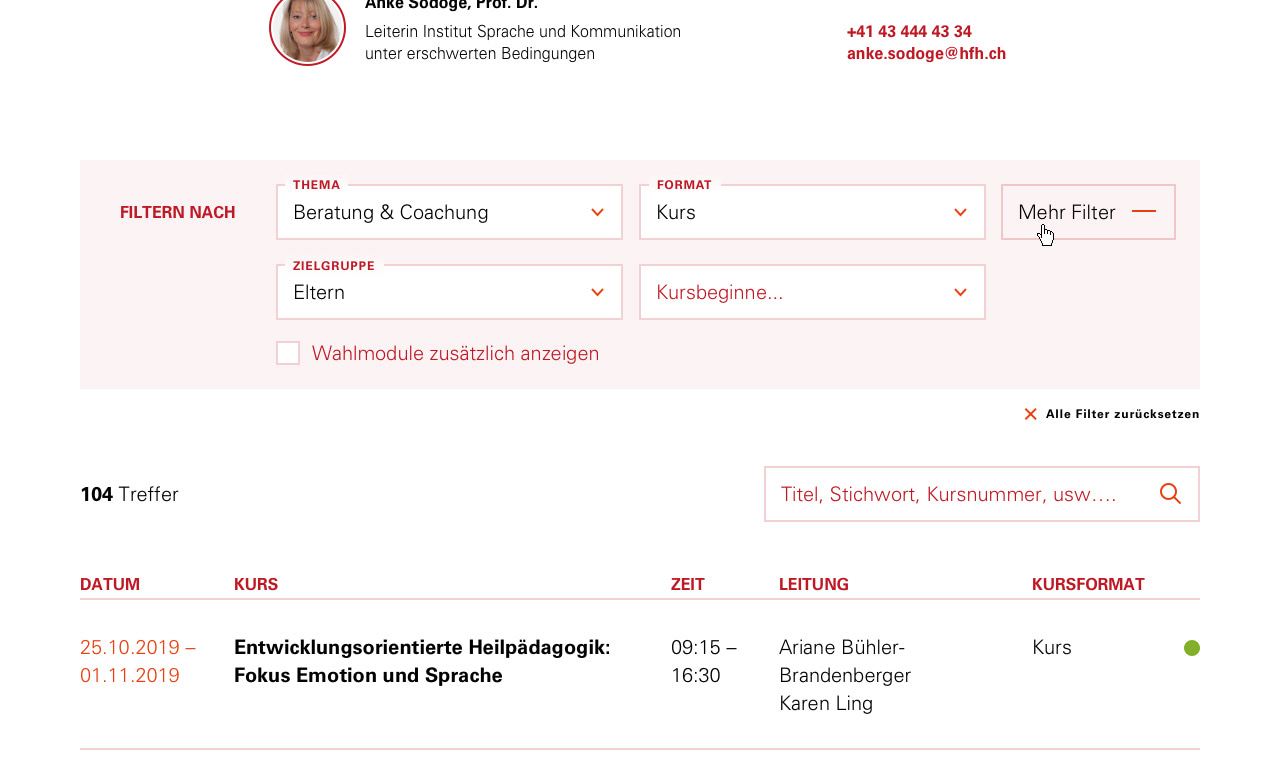 Anke Sodogé, Prof. Dr.
Leiterin Institut Sprache und Kommunikation
unter erschwerten Bedingungen
+41 43 444 43 34
anke.sodoge@hfh.ch
FILTERN NACH
THEMA
Beratung & Coachung
FORMAT
Kurs
Mehr Filter
ZIELGRUPPE
Eltern
Kursbeginne...
Wahlmodule zusätzlich anzeigen
Alle Filter zurücksetzen
104 Treffer
Titel, Stichwort, Kursnummer, usw....
DATUM
KURS
ZEIT
LEITUNG
KURSFORMAT
25.10.2019 –
01.11.2019
Entwicklungsorientierte Heilpädagogik:
Fokus Emotion und Sprache
09:15 –
16:30
Ariane Bühler-
Brandenberger
Karen Ling
Kurs